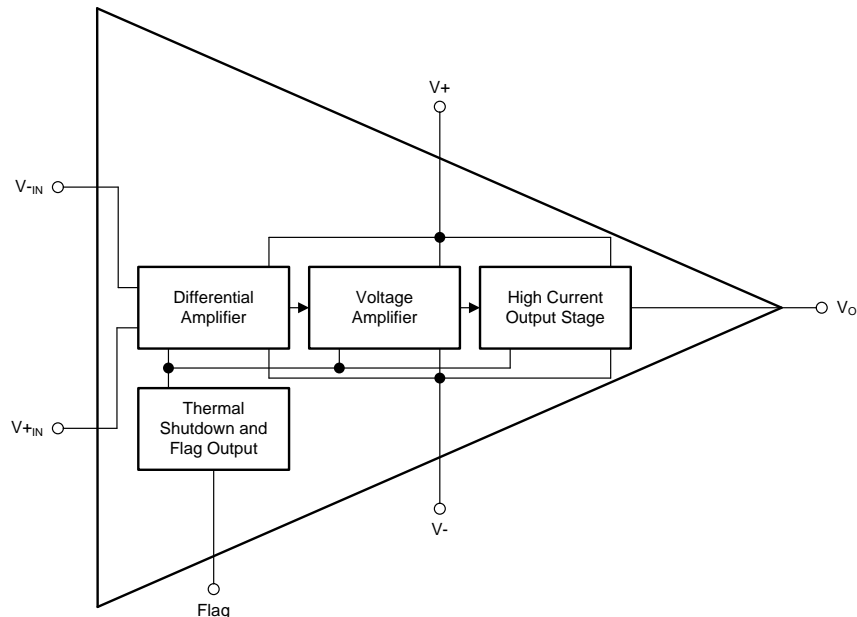 V+
V-IN
Differential
Amplifier
Voltage
Amplifier
High Current
Output Stage
VO
Thermal
Shutdown and
Flag Output
V+IN
V-
Flag